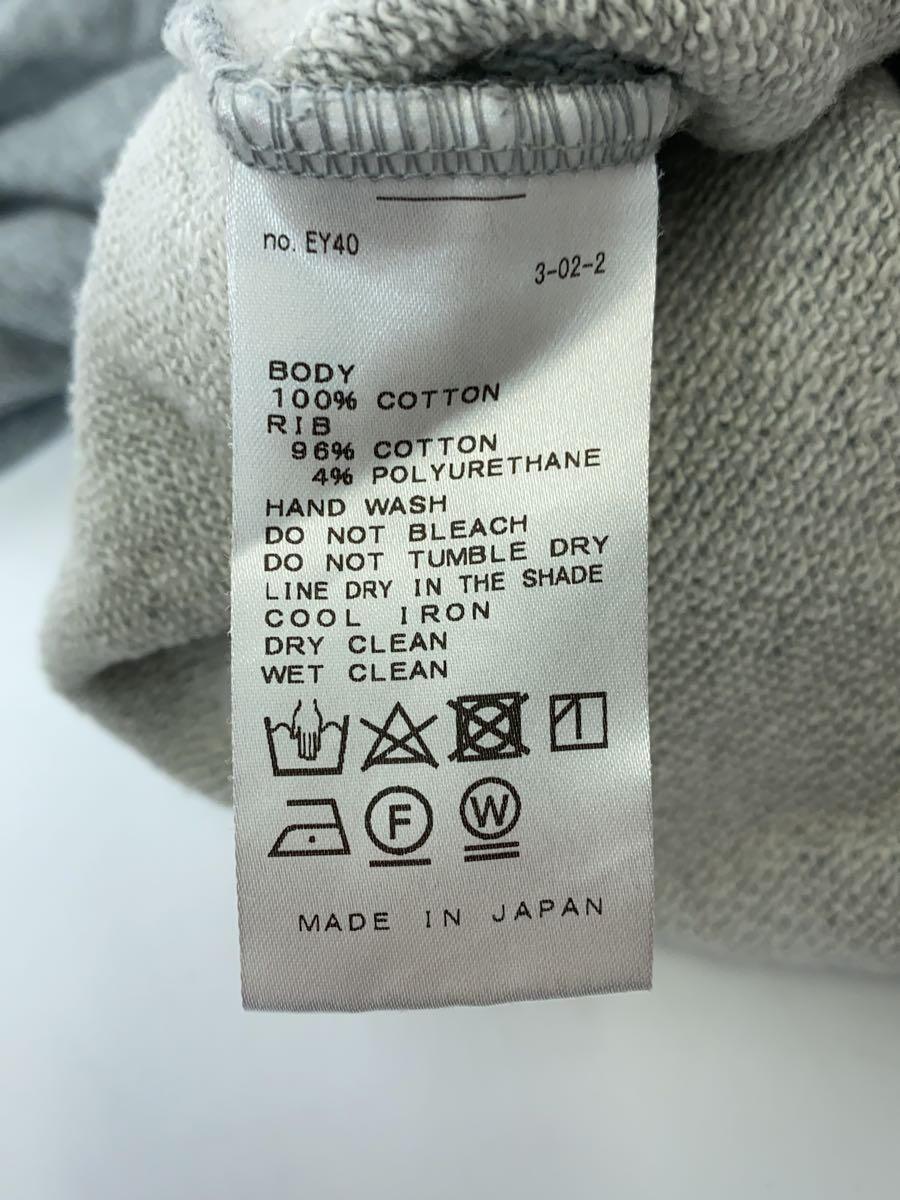 no. EY40
3-02-2
BODY
100% COTTON
RIB
96% COTTON
4% POLYURETHANE
HAND WASH
DO NOT BLEACH
DO NOT TUMBLE DRY
LINE DRY IN THE SHADE
COOL IRON
DRY CLEAN
WET CLEAN
F W
MADE IN JAPAN